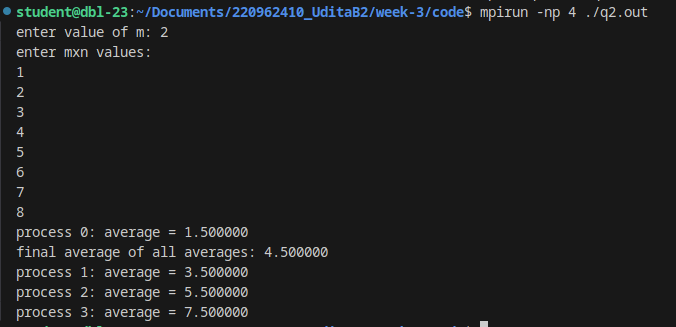 student@dbl-23:~/Documents/220962410_UditaB2/week-3/code$ mpirun -np 4 ./q2.out
enter value of m: 2
enter mxn values:
1
2
3
4
5
6
7
8
process 0: average = 1.500000
final average of all averages: 4.500000
process 1: average = 3.500000
process 2: average = 5.500000
process 3: average = 7.500000